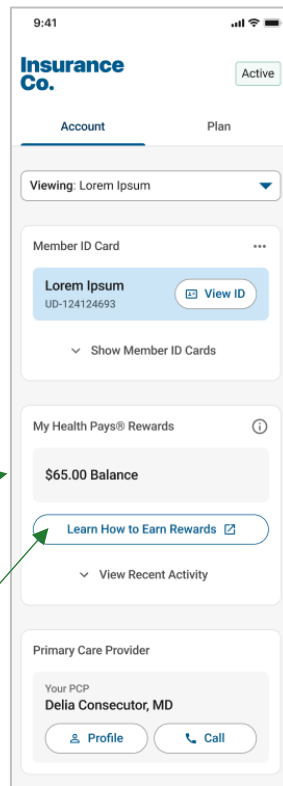 9:41
Insurance
Co.
Active
Account Plan
Viewing: Lorem Ipsum
Member ID Card
Lorem Ipsum
UD-124124693
View ID
Show Member ID Cards
My Health Pays® Rewards
$65.00 Balance
Learn How to Earn Rewards
View Recent Activity
Primary Care Provider
Your PCP
Delia Consecutor, MD
Profile Call